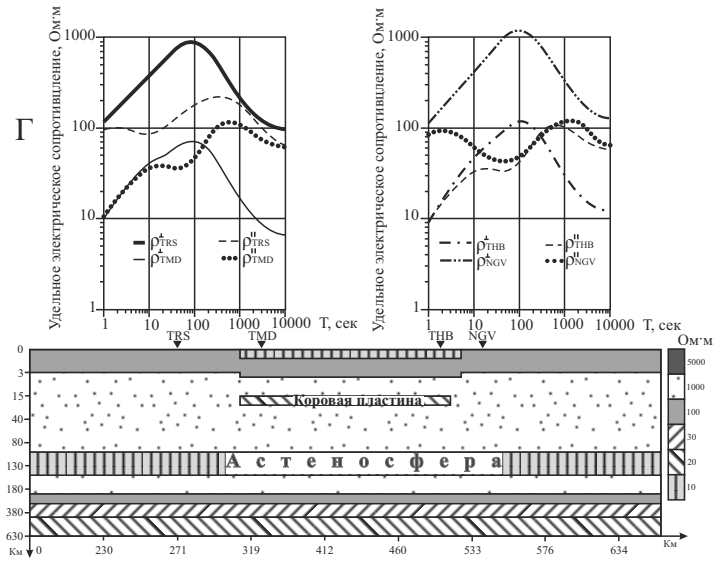 Г
Удельное электрическое сопротивцление, Ом·м
1000
100
10
1
ρ⊥TRS
ρ∥TRS
ρ⊥TMD
ρ∥TMD
1 10 100 1000 10000 T, сек
Удельное электрическое сопротивцление, Ом·м
1000
100
10
1
ρ⊥THB
ρ∥THB
ρ⊥NGV
ρ∥NGV
1 10 100 1000 10000 T, сек
TRS TMD THB NGV
0
3
15
40
80
130
180
380
630
Коровая пластина
Астеносфера
Км 0 230 271 319 412 460 533 576 634 Км
Ом·м
5000
1000
100
30
20
10